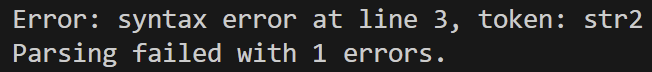 Error: syntax error at line 3, token: str2
Parsing failed with 1 errors.